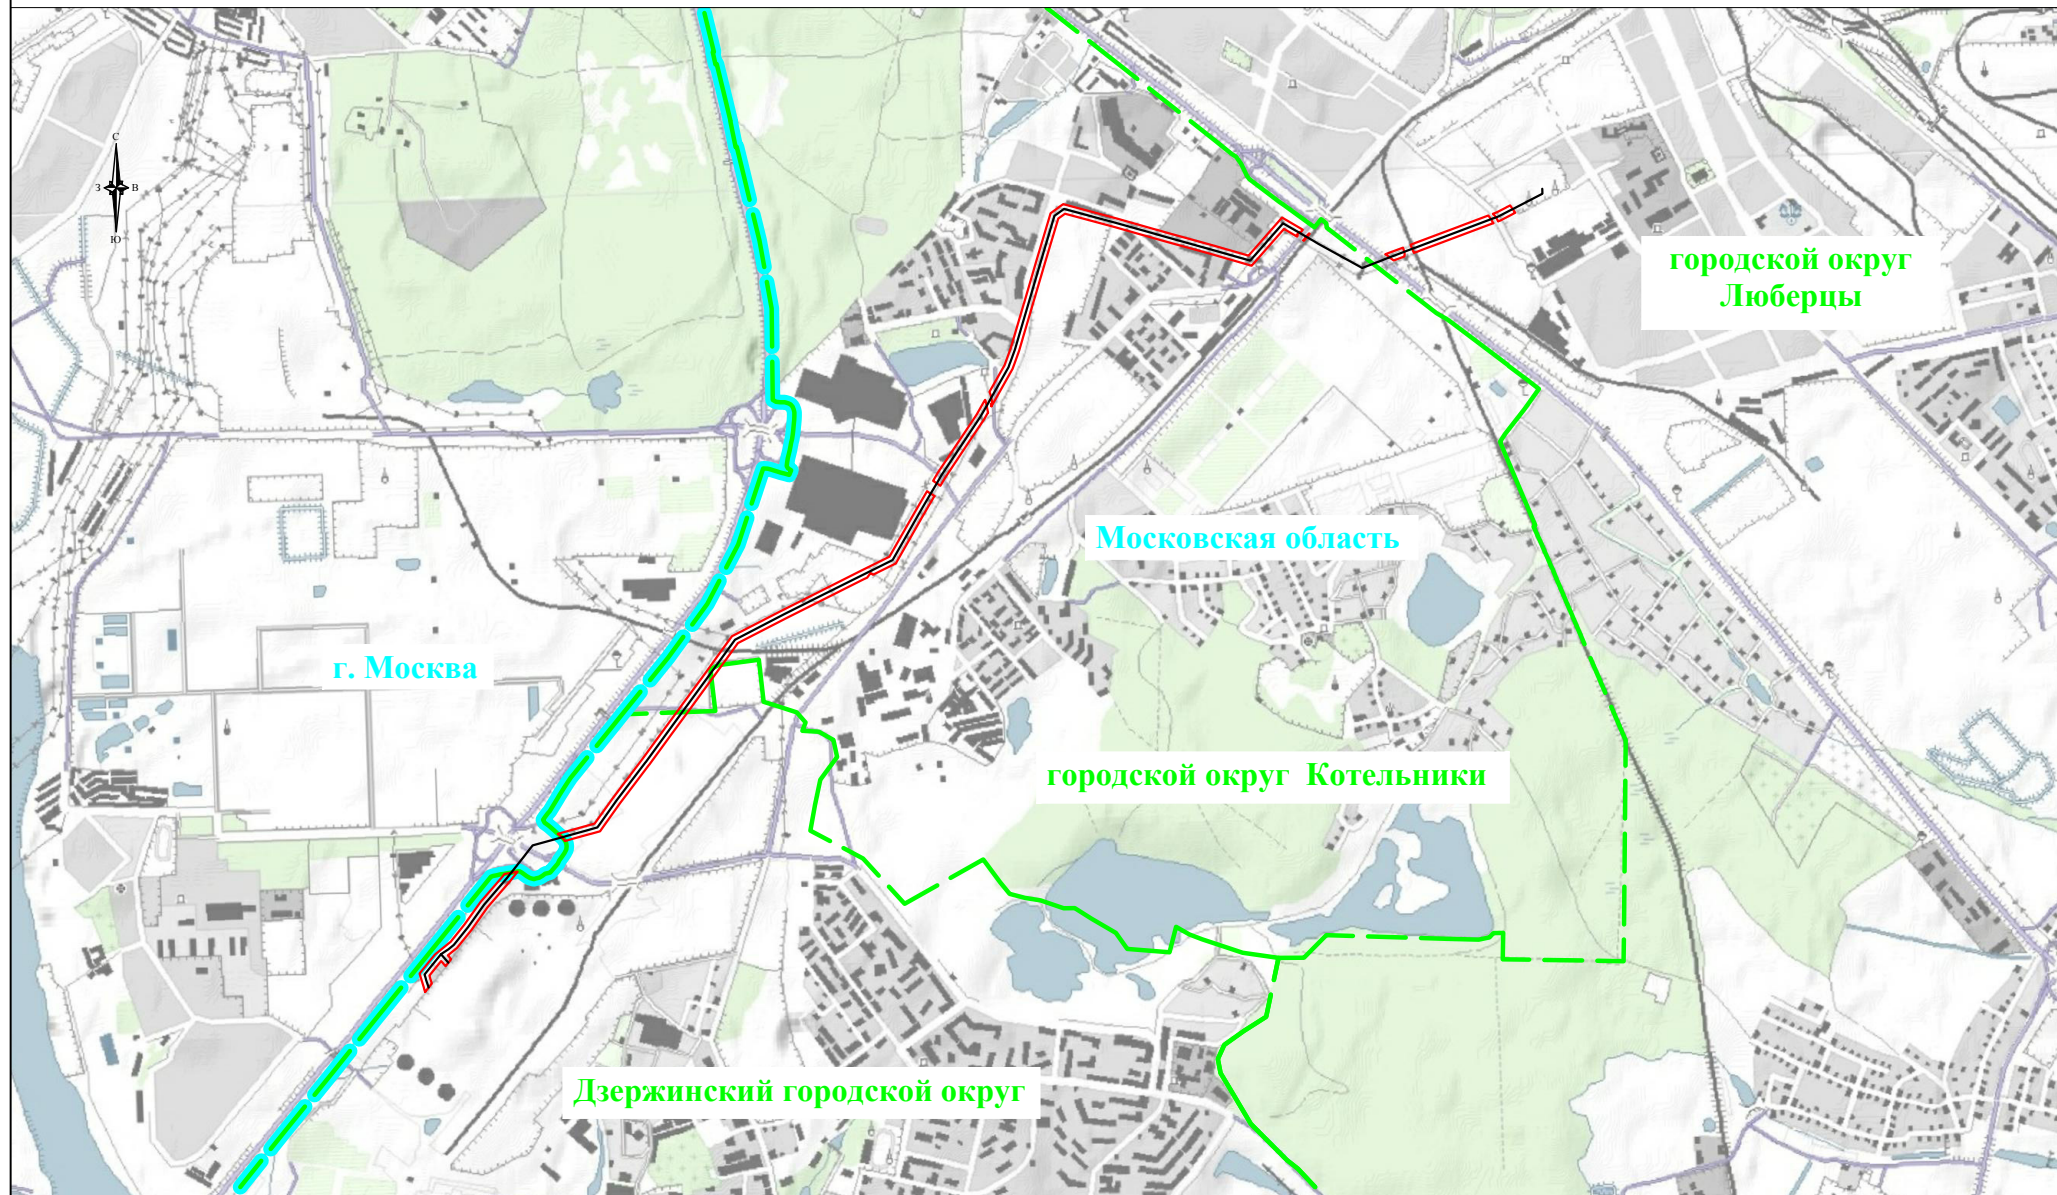 С
З В
Ю
городской округ
Люберцы
Московская область
г. Москва
городской округ Котельники
Дзержинский городской округ